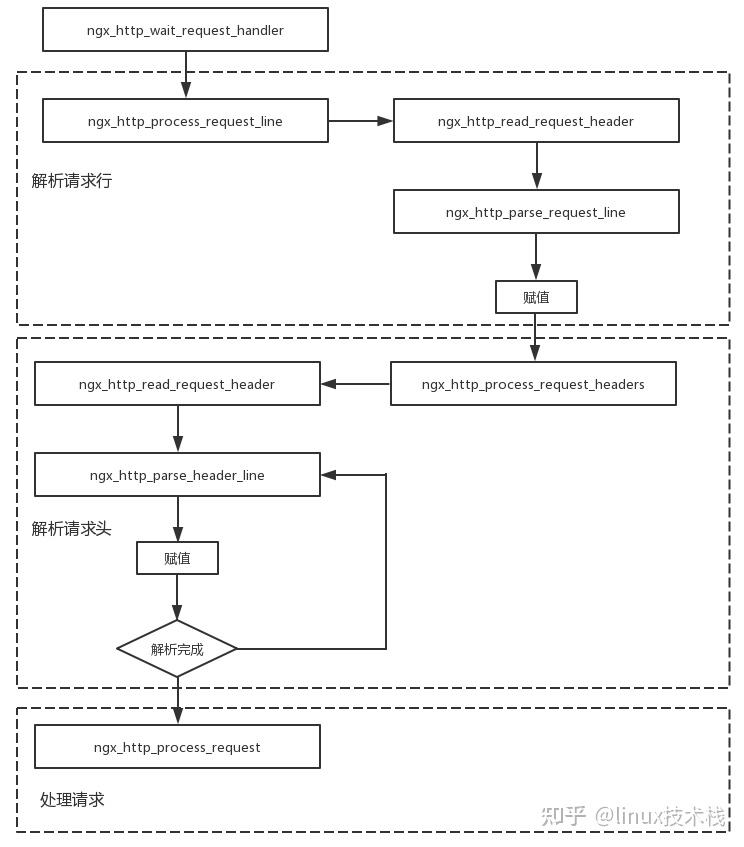 ngx_http_wait_request_handler
ngx_http_process_request_line
ngx_http_read_request_header
解析请求行
ngx_http_parse_request_line
赋值
ngx_http_read_request_header
ngx_http_process_request_headers
ngx_http_parse_header_line
解析请求头
赋值
解析完成
ngx_http_process_request
处理请求
知乎 @linux技术栈